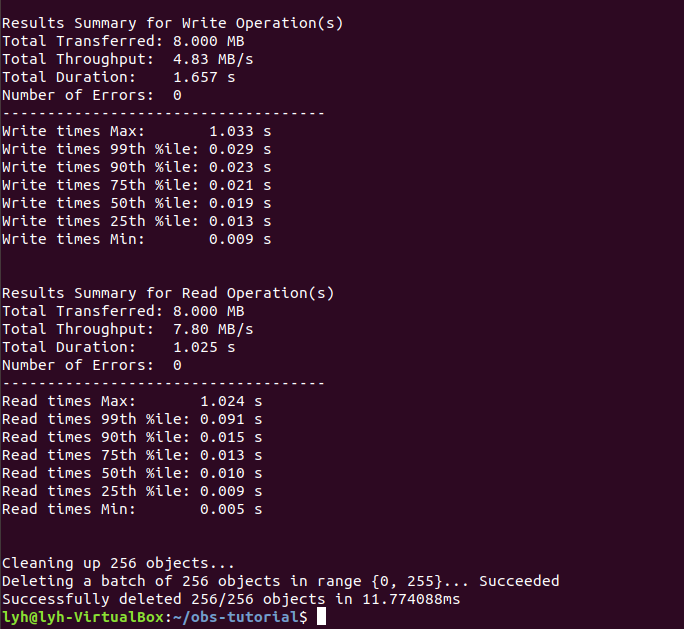 Results Summary for Write Operation(s)
Total Transferred: 8.000 MB
Total Throughput:  4.83 MB/s
Total Duration:    1.657 s
Number of Errors:  0
------------------------------------
Write times Max:       1.033 s
Write times 99th %ile: 0.029 s
Write times 90th %ile: 0.023 s
Write times 75th %ile: 0.021 s
Write times 50th %ile: 0.019 s
Write times 25th %ile: 0.013 s
Write times Min:       0.009 s
Results Summary for Read Operation(s)
Total Transferred: 8.000 MB
Total Throughput:  7.80 MB/s
Total Duration:    1.025 s
Number of Errors:  0
------------------------------------
Read times Max:       1.024 s
Read times 99th %ile: 0.091 s
Read times 90th %ile: 0.015 s
Read times 75th %ile: 0.013 s
Read times 50th %ile: 0.010 s
Read times 25th %ile: 0.009 s
Read times Min:       0.005 s
Cleaning up 256 objects...
Deleting a batch of 256 objects in range {0, 255}... Succeeded
Successfully deleted 256/256 objects in 11.774088ms
lyh@lyh-VirtualBox:~/obs-tutorial$